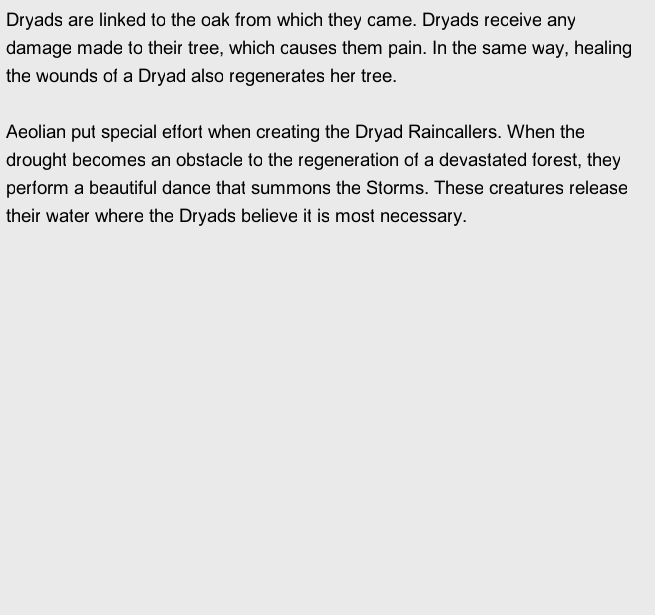 Dryads are linked to the oak from which they came. Dryads receive any
damage made to their tree, which causes them pain. In the same way, healing
the wounds of a Dryad also regenerates her tree.
Aeolian put special effort when creating the Dryad Raincallers. When the
drought becomes an obstacle to the regeneration of a devastated forest, they
perform a beautiful dance that summons the Storms. These creatures release
their water where the Dryads believe it is most necessary.